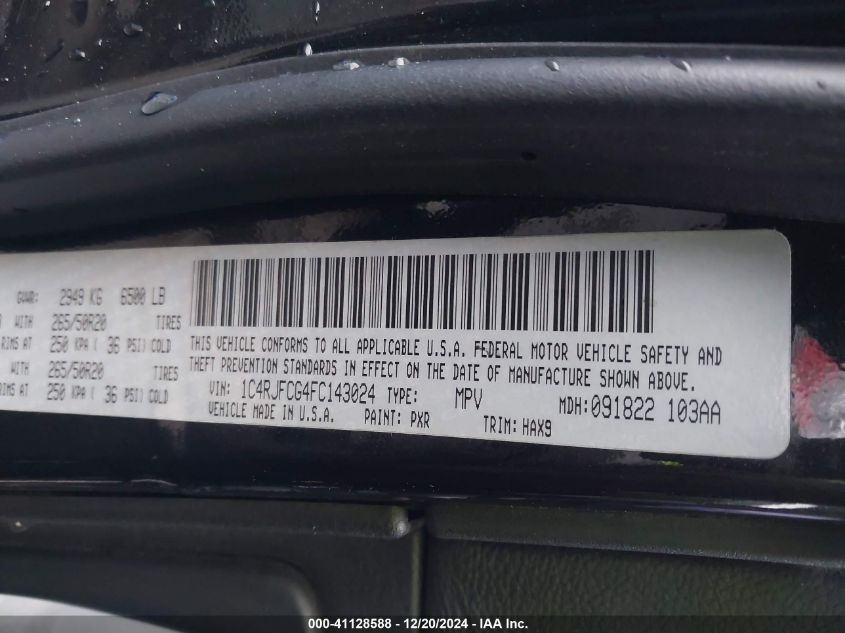 GVWR: 2949 KG 6500 LB
WITH 265/50R20 TIRES
RIMS AT 250 KPA ( 36 PSI) COLD
WITH 265/50R20 TIRES
RIMS AT 250 KPA ( 36 PSI) COLD
THIS VEHICLE CONFORMS TO ALL APPLICABLE U.S.A. FEDERAL MOTOR VEHICLE SAFETY AND
THEFT PREVENTION STANDARDS IN EFFECT ON THE DATE OF MANUFACTURE SHOWN ABOVE.
VIN: 1C4RJFCG4FC143024 TYPE: MPV MDH: 091822 103AA
VEHICLE MADE IN U.S.A. PAINT: PXR TRIM: HAX9
000-41128588 - 12/20/2024 - IAA Inc.